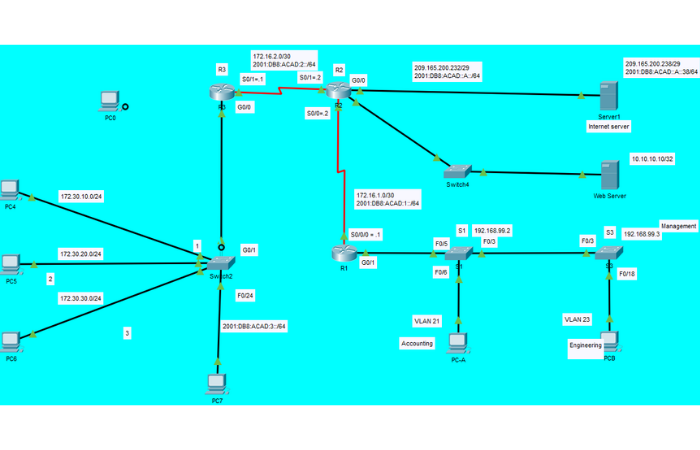 172.16.2.0/30
2001:DB8:ACAD:2::/64
R3
S0/1=.1
S0/1=.2
R2
G0/0
G0/0
S0/0=.2
209.165.200.232/29
2001:DB8:ACAD::A::/64
209.165.200.238/29
2001:DB8:ACAD::A::38/64
Server1
Internet server
PC0
Switch4
10.10.10.10/32
Web Server
172.30.10.0/24
PC4
172.16.1.0/30
2001:DB8:ACAD:1::/64
S0/0/0 = .1
R1
G0/1
S1
192.168.99.2
F0/5
F0/3
F0/6
S1
S3
192.168.99.3
Management
F0/3
F0/18
1
G0/1
172.30.20.0/24
PC5
2
Switch2
172.30.30.0/24
F0/24
3
PC6
2001:DB8:ACAD:3::/64
PC7
VLAN 21
Accounting
PC-A
VLAN 23
Engineering
PCB